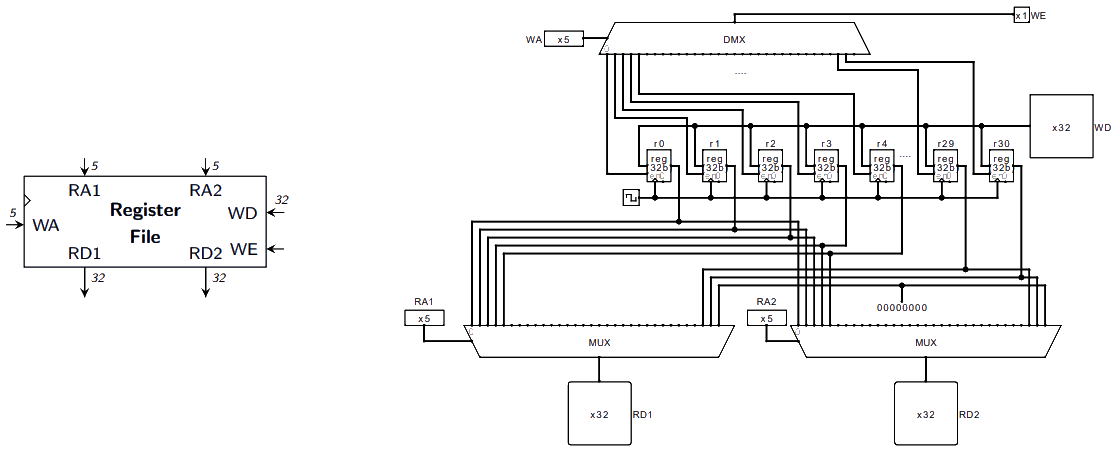 5
5
RA1
RA2
Register
File
5
WA
WD
32
WE
RD1
RD2
32
32
x1 WE
WA x5
DMX
....
x32 WD
r0 r1 r2 r3 r4 r29 r30
reg 32b
reg 32b
reg 32b
reg 32b
reg 32b
....
reg 32b
reg 32b
RA1
x5
RA2
x5
00000000
MUX
MUX
x32 RD1
x32 RD2